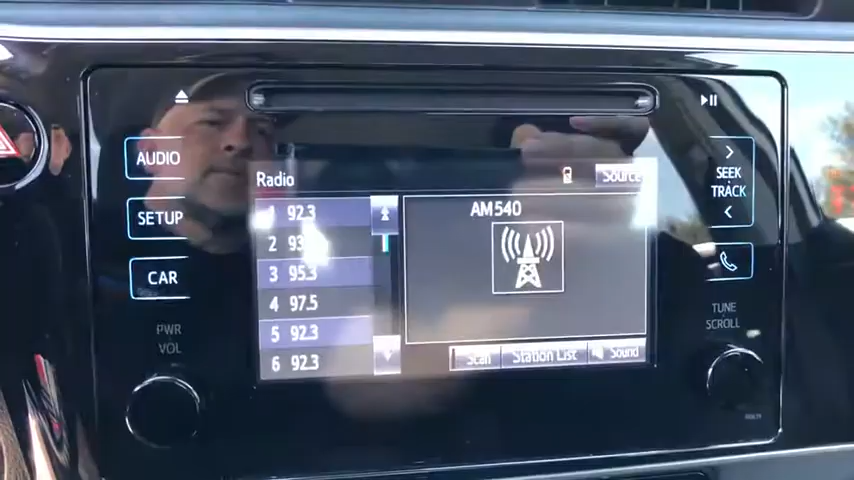 AUDIO
SETUP
CAR
PWR
VOL
Radio
Source
1 92.3
2 93.
3 95.3
4 97.5
5 92.3
6 92.3
AM540
Scan
Station List
Sound
SEEK
TRACK
TUNE
SCROLL